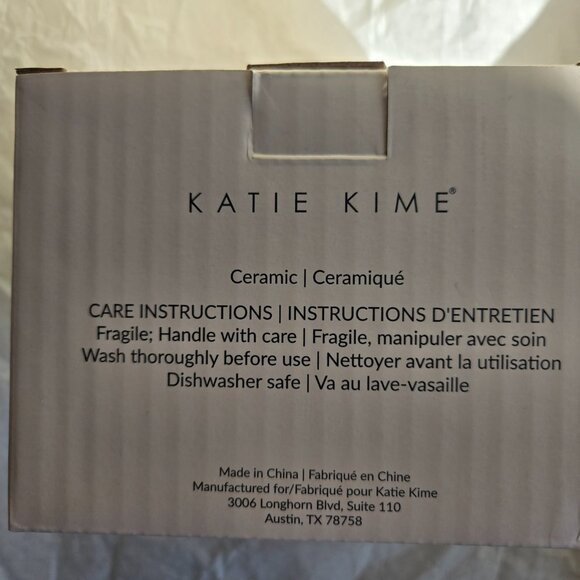 KATIE KIME®
Ceramic | Ceramiqué
CARE INSTRUCTIONS | INSTRUCTIONS D'ENTRETIEN
Fragile; Handle with care | Fragile, manipuler avec soin
Wash thoroughly before use | Nettoyer avant la utilisation
Dishwasher safe | Va au lave-vasaille
Made in China | Fabriqué en Chine
Manufactured for/Fabriqué pour Katie Kime
3006 Longhorn Blvd, Suite 110
Austin, TX 78758